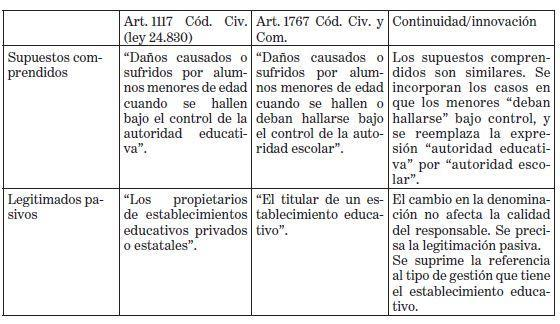 Art. 1117 Cód. Civ.
(ley 24.830)
Art. 1767 Cód. Civ. y
Com.
Continuidad/innovación
Supuestos com-
prendidos
“Daños causados o
sufridos por alum-
nos menores de edad
cuando se hallen
bajo el control de la
autoridad educati-
va”.
“Daños causados o
sufridos por alum-
nos menores de edad
cuando se hallen o
deban hallarse bajo
el control de la auto-
ridad escolar”.
Los supuestos compren-
didos son similares. Se
incorporan los casos en
que los menores “deban
hallarse” bajo control, y
se reemplaza la expre-
sión “autoridad educati-
va” por “autoridad esco-
lar”.
Legitimados pa-
sivos
“Los propietarios
de establecimientos
educativos privados
o estatales”.
“El titular de un es-
tablecimiento educa-
tivo”.
El cambio en la denomina-
ción no afecta la calidad
del responsable. Se preci-
sa la legitimación pasiva.
Se suprime la referencia
al tipo de gestión que tiene
el establecimiento educa-
tivo.